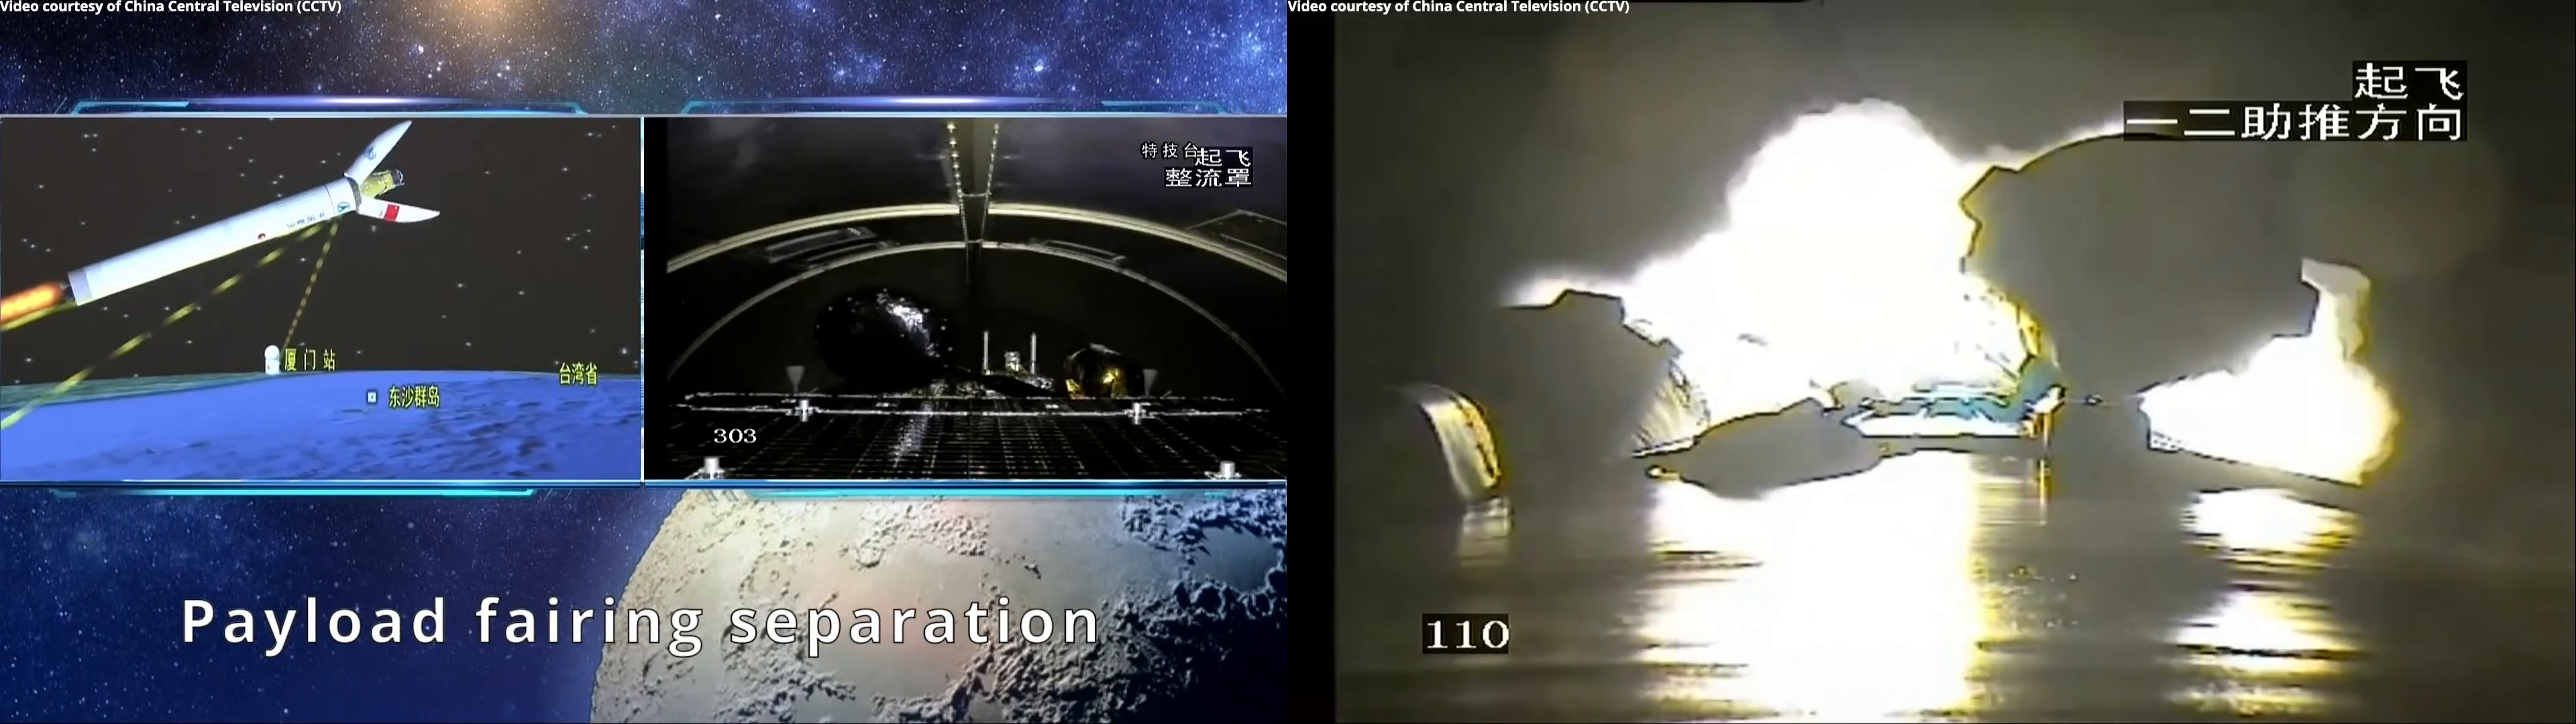 Video courtesy of China Central Television (CCTV)
特技台
起飞
整流罩
厦门站
台湾省
东沙群岛
303
Payload fairing separation
Video courtesy of China Central Television (CCTV)
起飞
一二助推方向
110